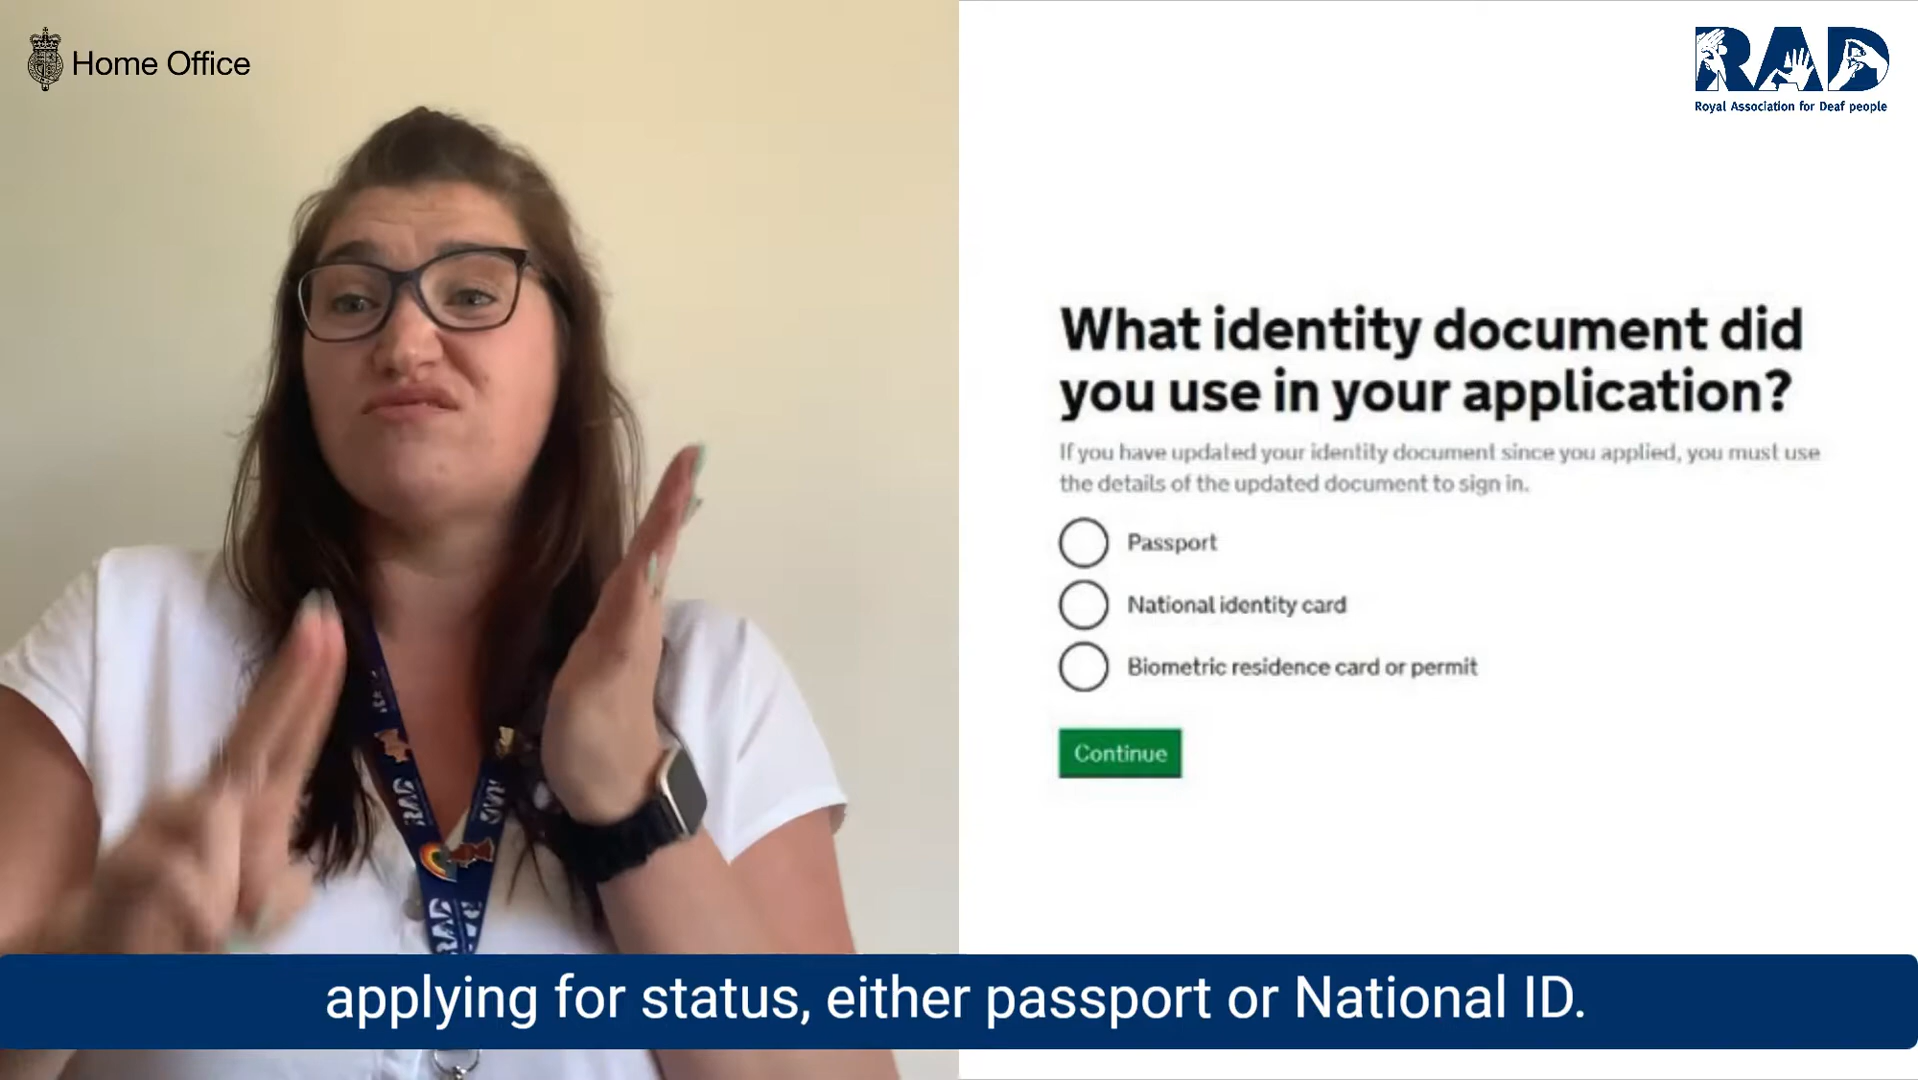 Home Office
RAD
Royal Association for Deaf people
What identity document did
you use in your application?
If you have updated your identity document since you applied, you must use
the details of the updated document to sign in.
Passport
National identity card
Biometric residence card or permit
Continue
RAD
RAD
applying for status, either passport or National ID.